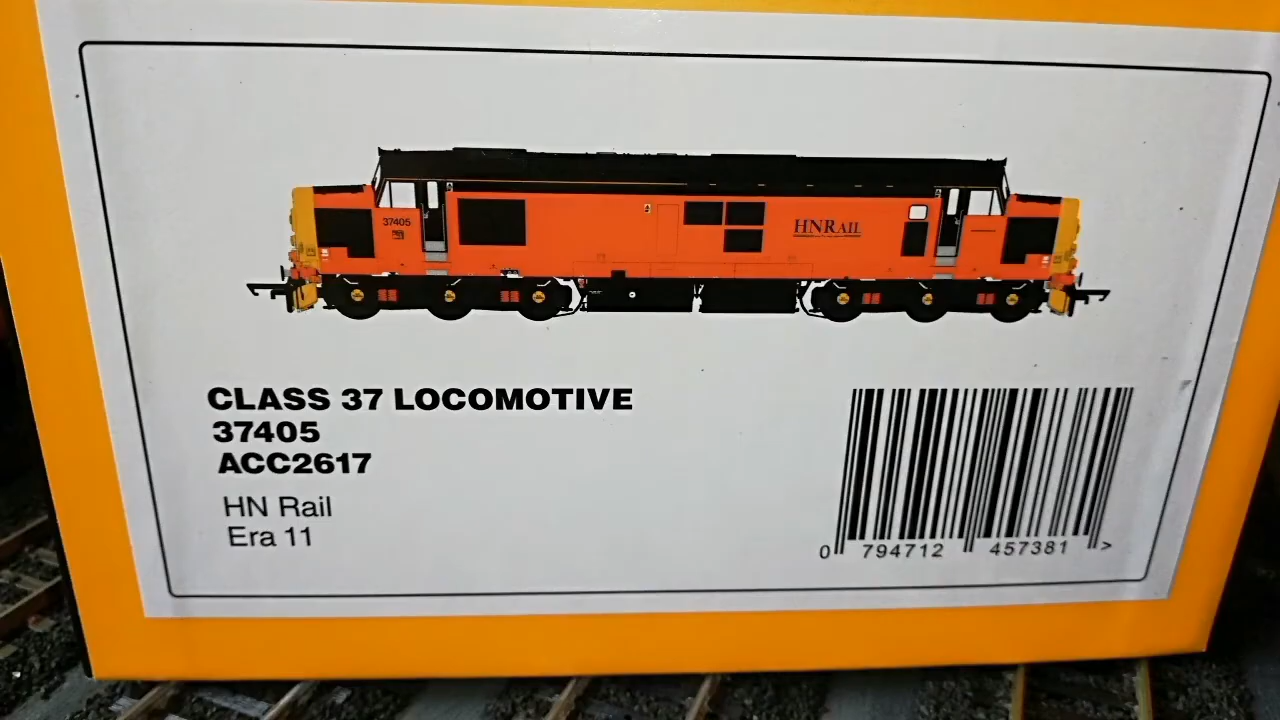 37405
HNRAIL
CLASS 37 LOCOMOTIVE
37405
ACC2617
HN Rail
Era 11
0 794712 457381 >